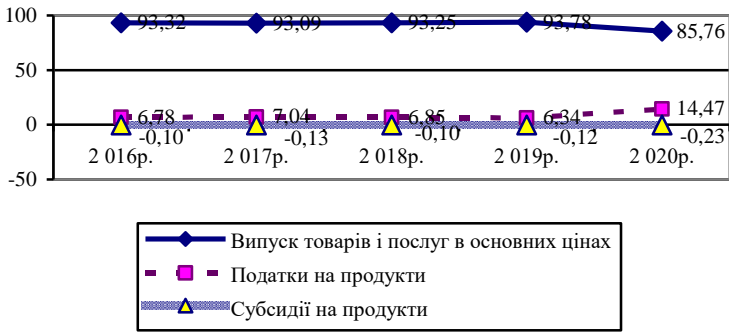 100
93,32 93,09 93,25 93,78 85,76
50
6,78 7,04 6,85 6,34 14,47
0
-0,10 -0,13 -0,10 -0,12 -0,23
2 016р. 2 017р. 2 018р. 2 019р. 2 020р.
-50
Випуск товарів і послуг в основних цінах
Податки на продукти
Субсидії на продукти